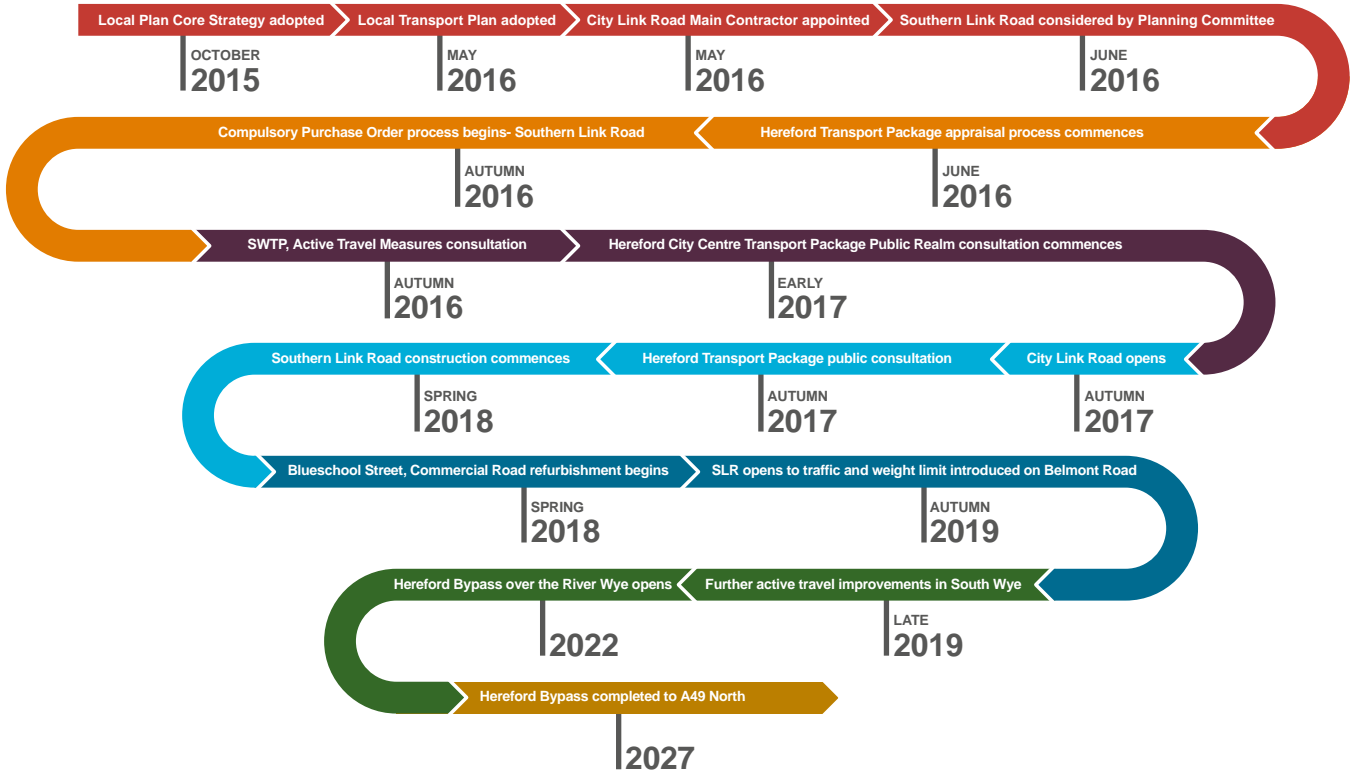 Local Plan Core Strategy adopted
OCTOBER
2015
Local Transport Plan adopted
MAY
2016
City Link Road Main Contractor appointed
MAY
2016
Southern Link Road considered by Planning Committee
JUNE
2016
Hereford Transport Package appraisal process commences
JUNE
2016
Compulsory Purchase Order process begins- Southern Link Road
AUTUMN
2016
SWTP, Active Travel Measures consultation
AUTUMN
2016
Hereford City Centre Transport Package Public Realm consultation commences
EARLY
2017
City Link Road opens
AUTUMN
2017
Hereford Transport Package public consultation
AUTUMN
2017
Southern Link Road construction commences
SPRING
2018
Blueschool Street, Commercial Road refurbishment begins
SPRING
2018
SLR opens to traffic and weight limit introduced on Belmont Road
AUTUMN
2019
Further active travel improvements in South Wye
LATE
2019
Hereford Bypass over the River Wye opens
2022
Hereford Bypass completed to A49 North
2027